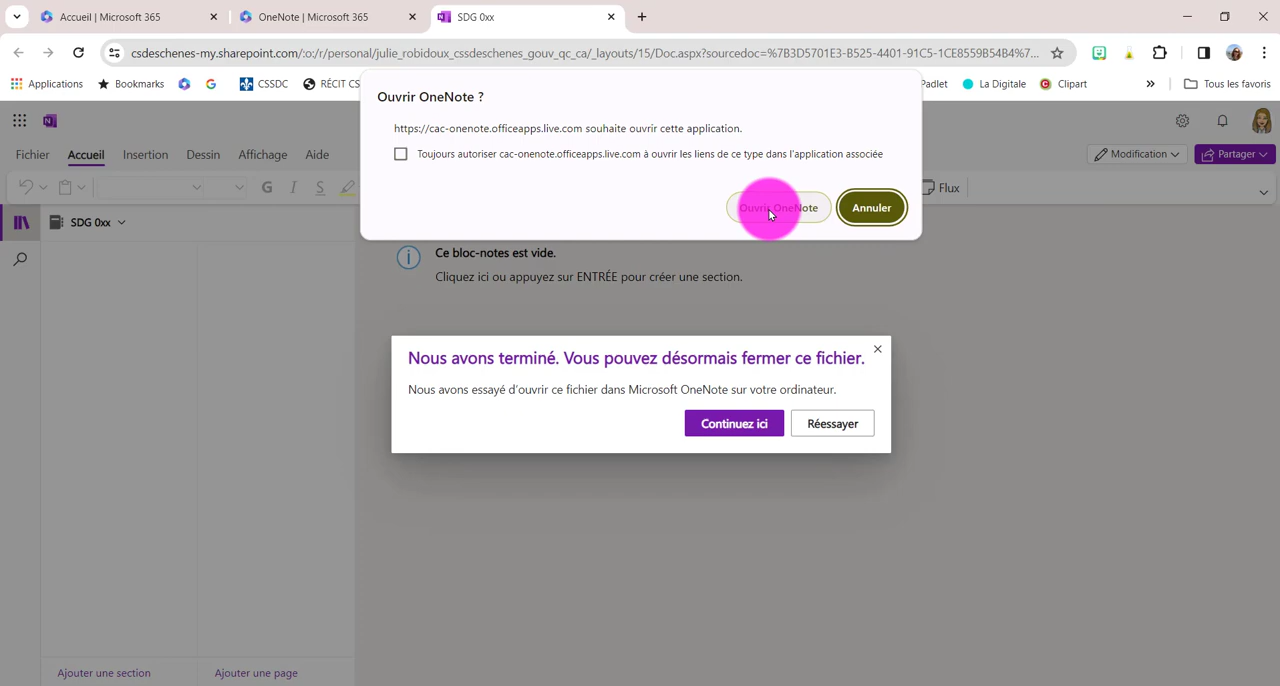 Accueil | Microsoft 365
OneNote | Microsoft 365
SDG 0xx
csdeschenes-my.sharepoint.com/:o:/r/personal/julie_robidoux_cssdeschenes_gouv_qc_ca/_layouts/15/Doc.aspx?sourcedoc=%7B3D5701E3-B525-4401-91C5-1CE8559B54B4%7...
Applications
Bookmarks
CSSDC
RÉCIT CS
Padlet
La Digitale
Clipart
Tous les favoris
Ouvrir OneNote ?
https://cac-onenote.officeapps.live.com souhaite ouvrir cette application.
Toujours autoriser cac-onenote.officeapps.live.com à ouvrir les liens de ce type dans l'application associée
Ouvrir OneNote
Annuler
Fichier
Accueil
Insertion
Dessin
Affichage
Aide
Modification
Partager
G
I
S
Flux
SDG 0xx
Ce bloc-notes est vide.
Cliquez ici ou appuyez sur ENTRÉE pour créer une section.
Nous avons terminé. Vous pouvez désormais fermer ce fichier.
Nous avons essayé d'ouvrir ce fichier dans Microsoft OneNote sur votre ordinateur.
Continuez ici
Réessayer
Ajouter une section
Ajouter une page